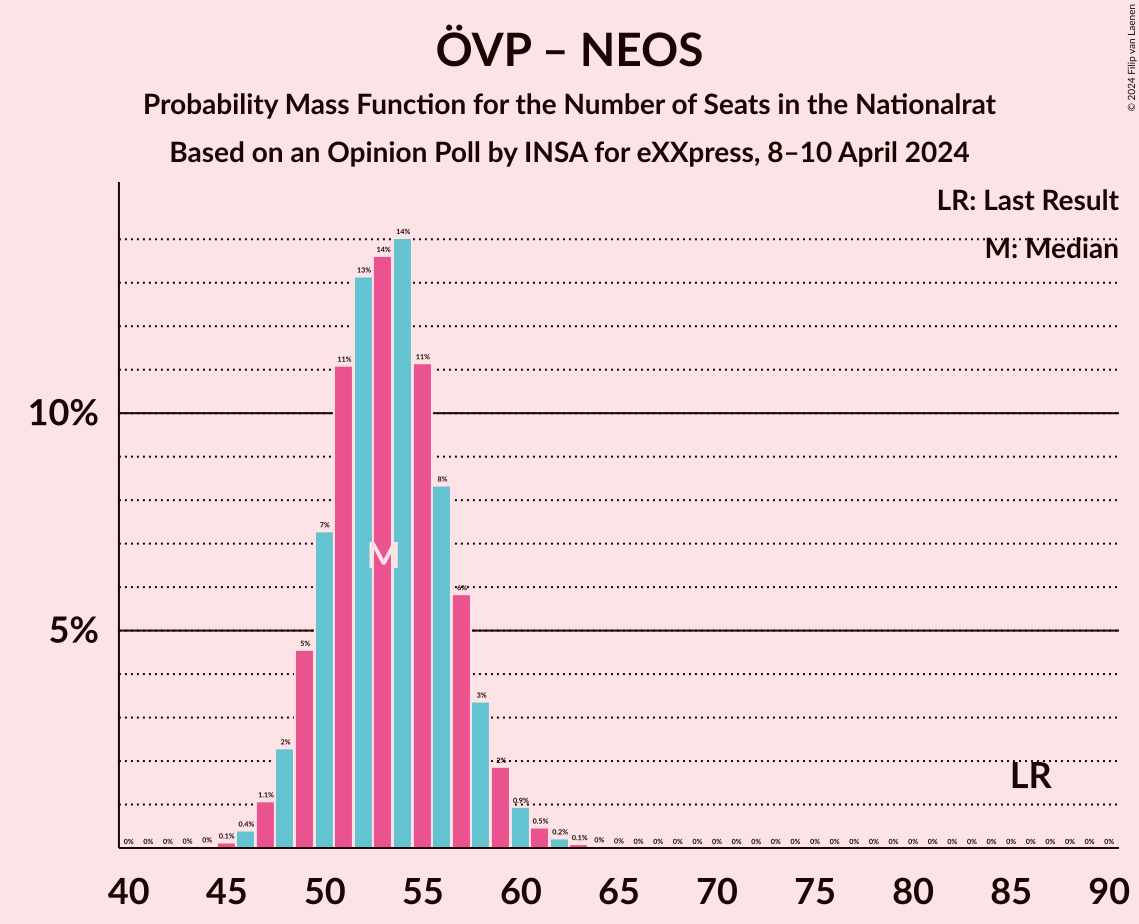 ÖVP – NEOS
Probability Mass Function for the Number of Seats in the Nationalrat
Based on an Opinion Poll by INSA for eXXpress, 8–10 April 2024
© 2024 Filip van Laenen
LR: Last Result
M: Median
10%
5%
0% 0% 0% 0% 0% 0.1% 0.4% 1.1% 2% 5% 7% 11% 13% 14% 14% 11% 8% 6% 3% 2% 0.9% 0.5% 0.2% 0.1% 0% 0% 0% 0% 0% 0% 0% 0% 0% 0% 0% 0% 0% 0% 0% 0% 0% 0% 0% 0% 0% 0% 0% 0% 0% 0% 0%
M
LR
40 45 50 55 60 65 70 75 80 85 90